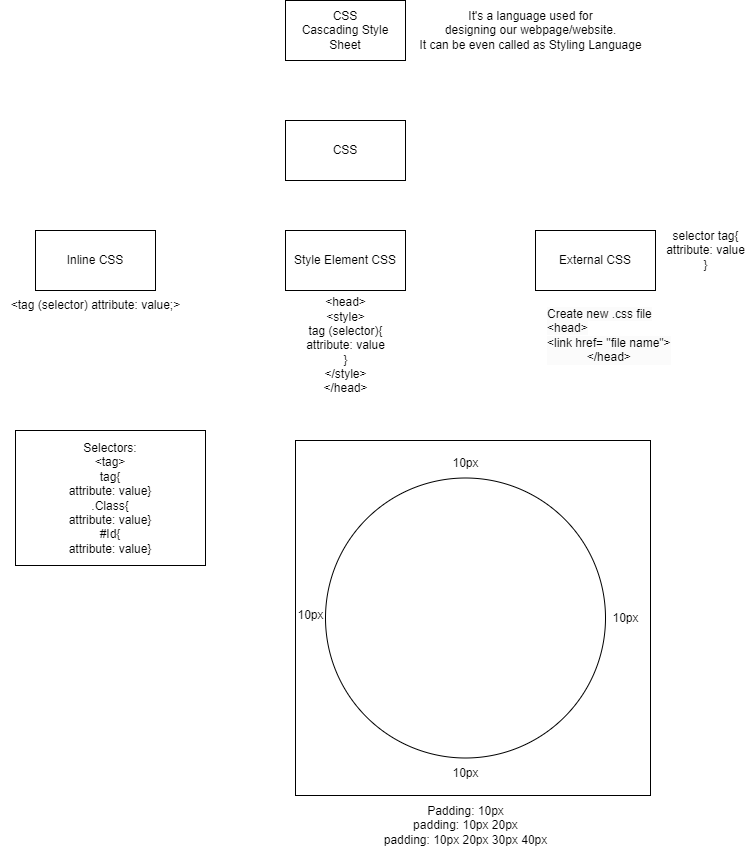 CSS
Cascading Style
Sheet
It's a language used for
designing our webpage/website.
It can be even called as Styling Language
CSS
Inline CSS
<tag (selector) attribute: value;>
Style Element CSS
<head>
<style>
tag (selector){
attribute: value
}
</style>
</head>
External CSS
selector tag{
attribute: value
}
Create new .css file
<head>
<link href= "file name">
</head>
Selectors:
<tag>
tag{
attribute: value}
.Class{
attribute: value}
#Id{
attribute: value}
10px
10px
10px
10px
Padding: 10px
padding: 10px 20px
padding: 10px 20px 30px 40px